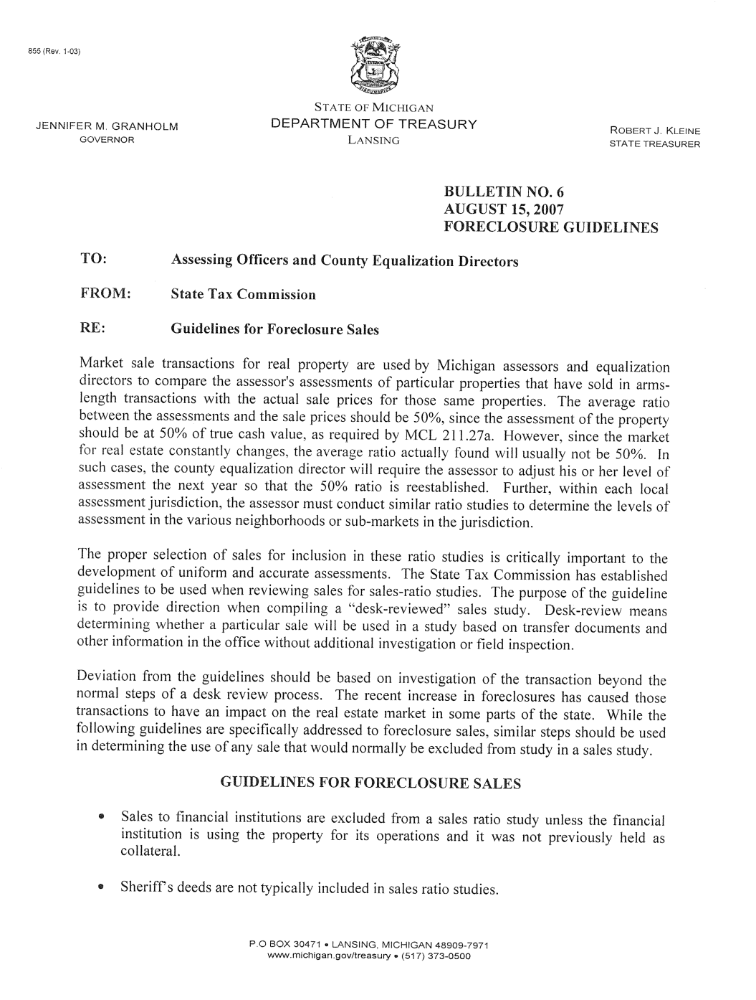 855 (Rev. 1-03)
TUEBOR
CIRCUMSPICE
STATE OF MICHIGAN
JENNIFER M. GRANHOLM
GOVERNOR
DEPARTMENT OF TREASURY
LANSING
ROBERT J. KLEINE
STATE TREASURER
BULLETIN NO. 6
AUGUST 15, 2007
FORECLOSURE GUIDELINES
TO: Assessing Officers and County Equalization Directors
FROM: State Tax Commission
RE: Guidelines for Foreclosure Sales
Market sale transactions for real property are used by Michigan assessors and equalization
directors to compare the assessor's assessments of particular properties that have sold in arms-
length transactions with the actual sale prices for those same properties. The average ratio
between the assessments and the sale prices should be 50%, since the assessment of the property
should be at 50% of true cash value, as required by MCL 211.27a. However, since the market
for real estate constantly changes, the average ratio actually found will usually not be 50%. In
such cases, the county equalization director will require the assessor to adjust his or her level of
assessment the next year so that the 50% ratio is reestablished. Further, within each local
assessment jurisdiction, the assessor must conduct similar ratio studies to determine the levels of
assessment in the various neighborhoods or sub-markets in the jurisdiction.
The proper selection of sales for inclusion in these ratio studies is critically important to the
development of uniform and accurate assessments. The State Tax Commission has established
guidelines to be used when reviewing sales for sales-ratio studies. The purpose of the guideline
is to provide direction when compiling a “desk-reviewed” sales study. Desk-review means
determining whether a particular sale will be used in a study based on transfer documents and
other information in the office without additional investigation or field inspection.
Deviation from the guidelines should be based on investigation of the transaction beyond the
normal steps of a desk review process. The recent increase in foreclosures has caused those
transactions to have an impact on the real estate market in some parts of the state. While the
following guidelines are specifically addressed to foreclosure sales, similar steps should be used
in determining the use of any sale that would normally be excluded from study in a sales study.
GUIDELINES FOR FORECLOSURE SALES
• Sales to financial institutions are excluded from a sales ratio study unless the financial
institution is using the property for its operations and it was not previously held as
collateral.
• Sheriff's deeds are not typically included in sales ratio studies.
P.O BOX 30471 • LANSING, MICHIGAN 48909-7971
www.michigan.gov/treasury • (517) 373-0500